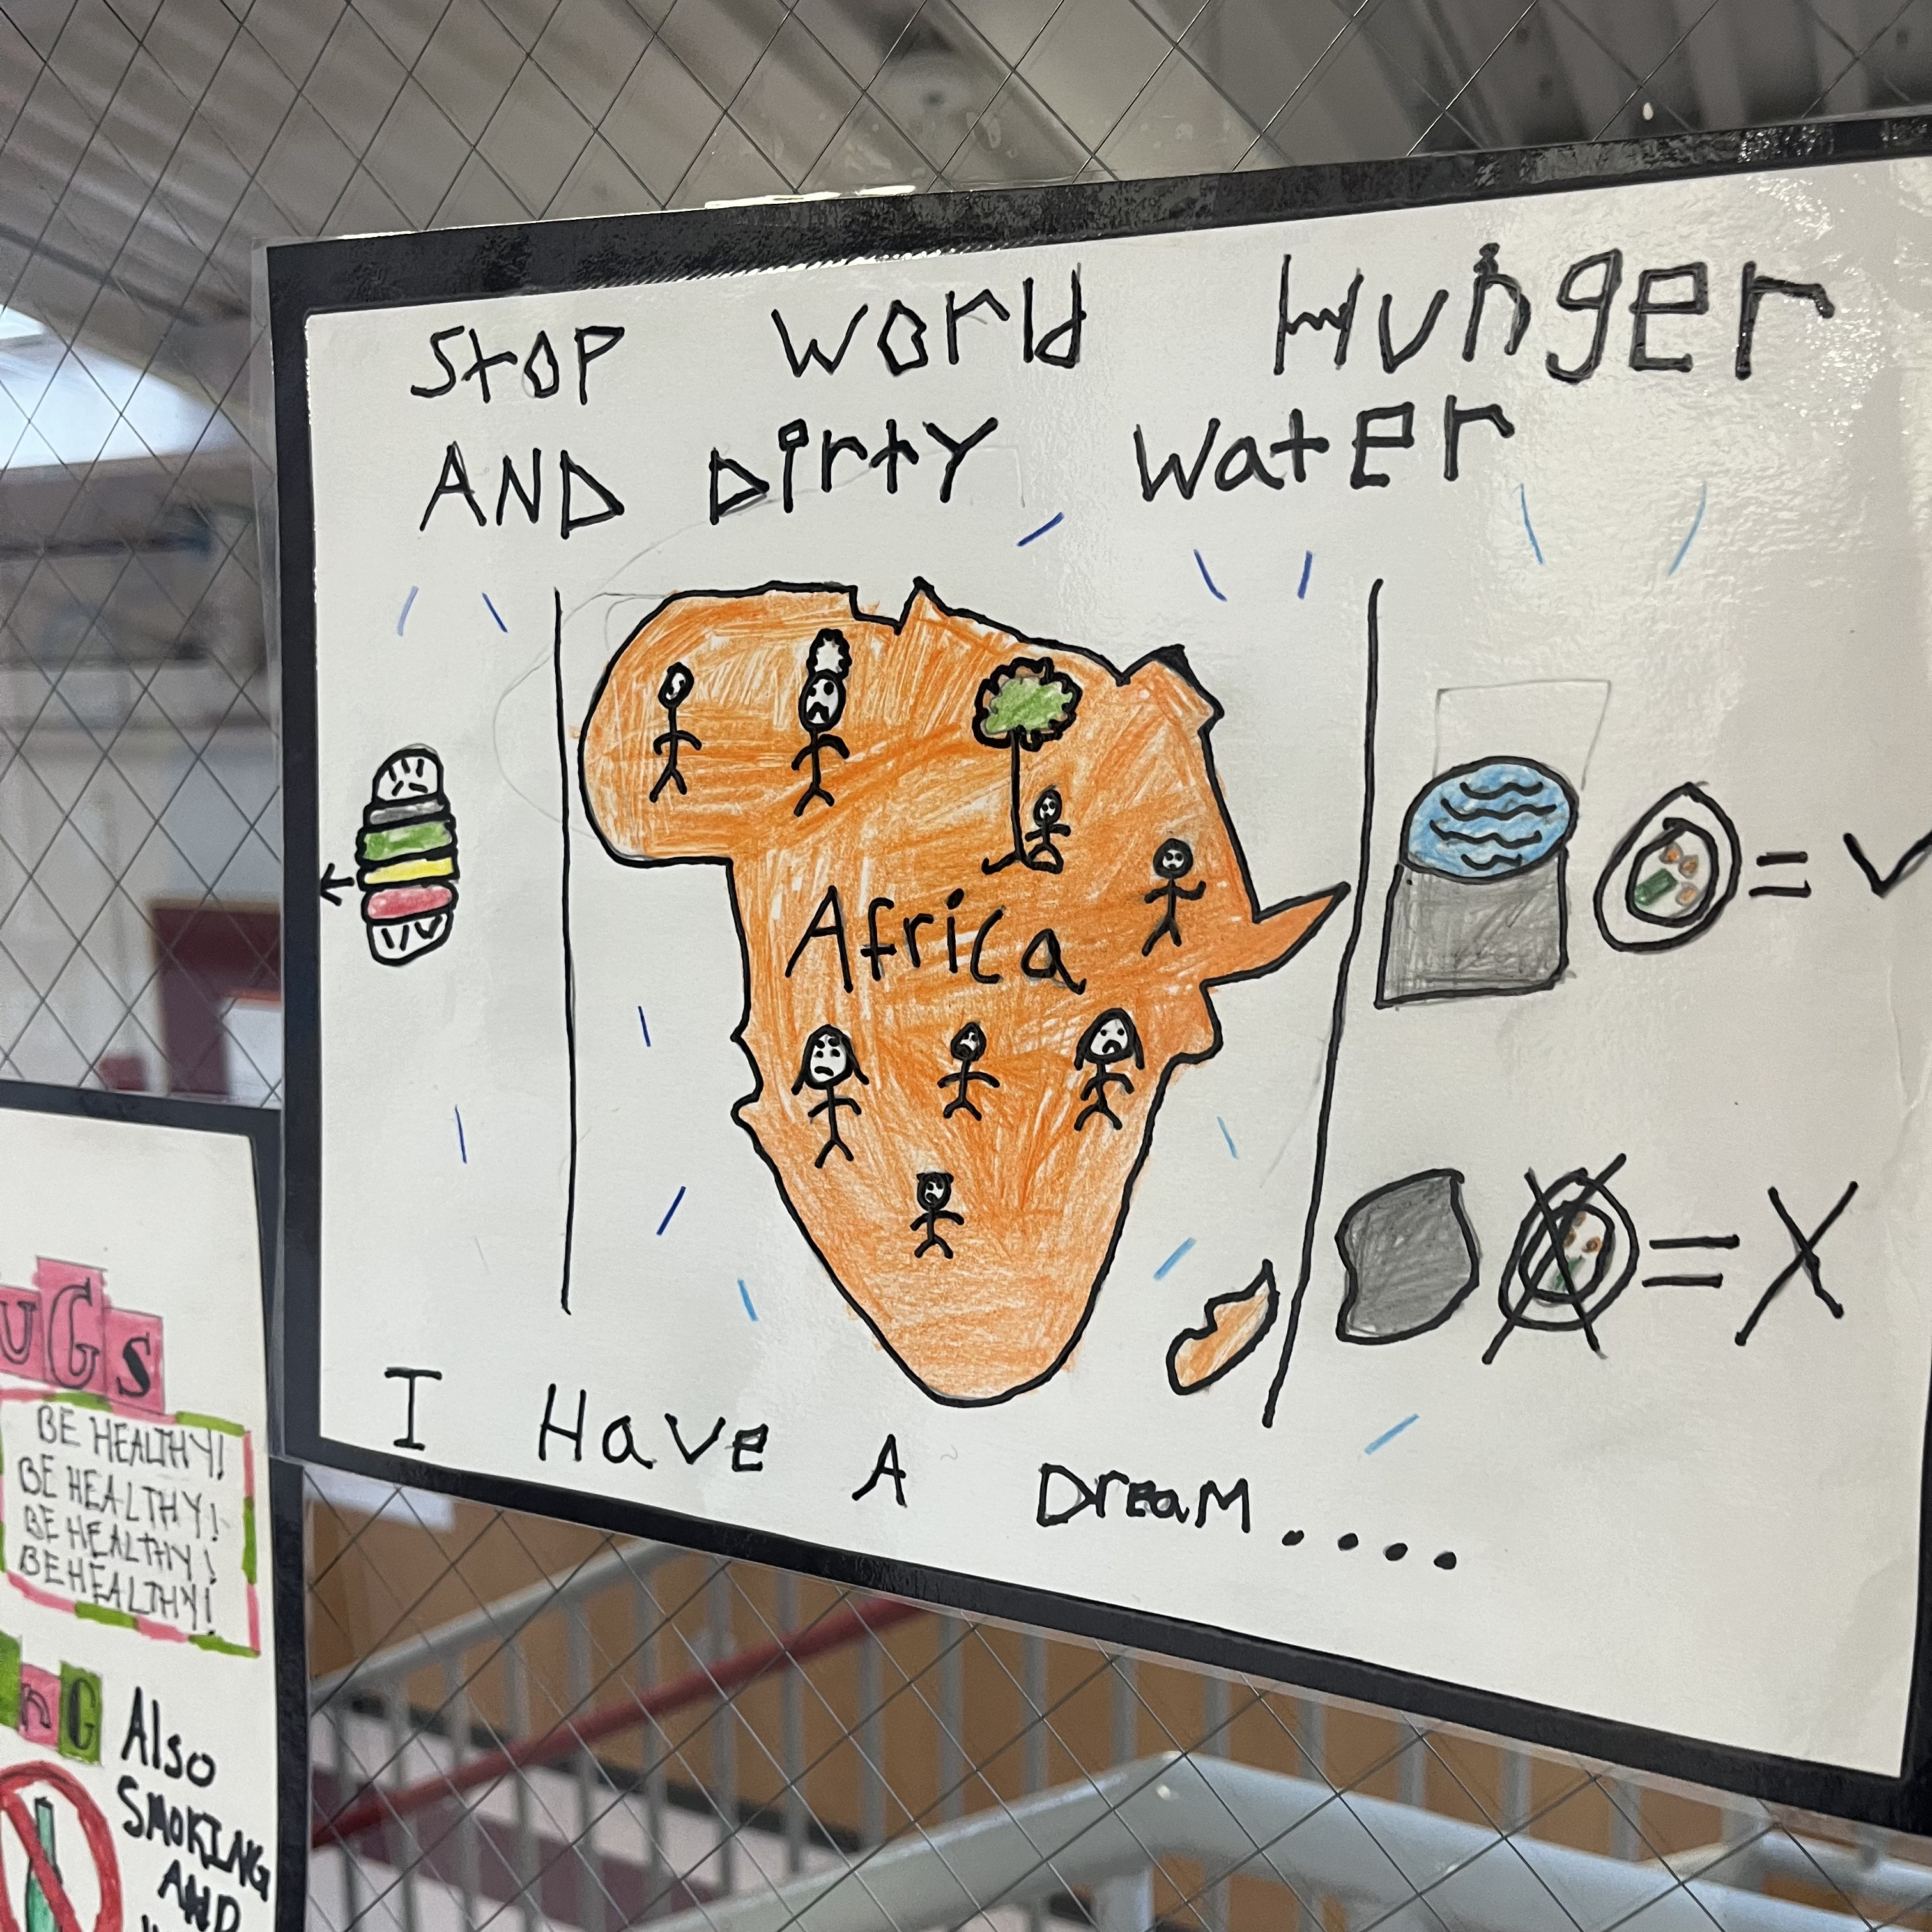 Stop World Hunger
AND Dirty Water
Africa
I Have A Dream....
UGs
BE HEALTHY!
BE HEALTHY!
BE HEALTHY!
BE HEALTHY!
nG
Also
SMOKING
AND